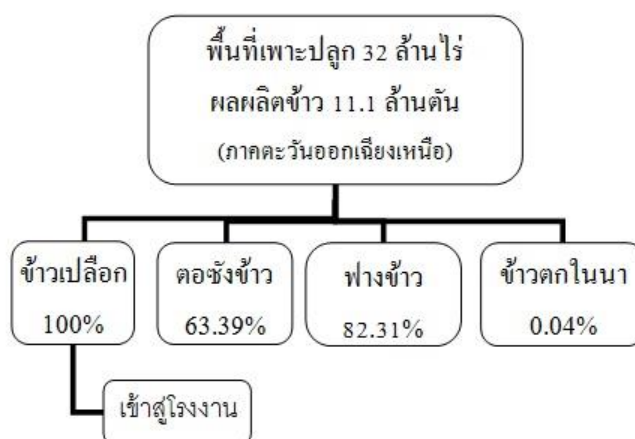 พื้นที่เพาะปลูก 32 ล้านไร่
ผลผลิตข้าว 11.1 ล้านตัน
(ภาคตะวันออกเฉียงเหนือ)
ข้าวเปลือก
100%
ตอซังข้าว
63.39%
ฟางข้าว
82.31%
ข้าวตกในนา
0.04%
เข้าสู่โรงงาน